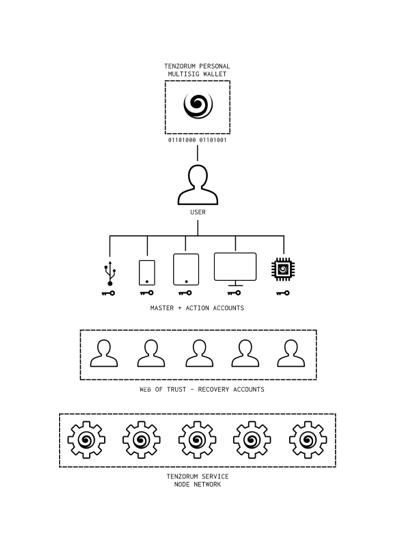 TENZORUM PERSONAL
MULTISIG WALLET
01101000 01101001
USER
MASTER + ACTION ACCOUNTS
WEB OF TRUST - RECOVERY ACCOUNTS
TENZORUM SERVICE
NODE NETWORK